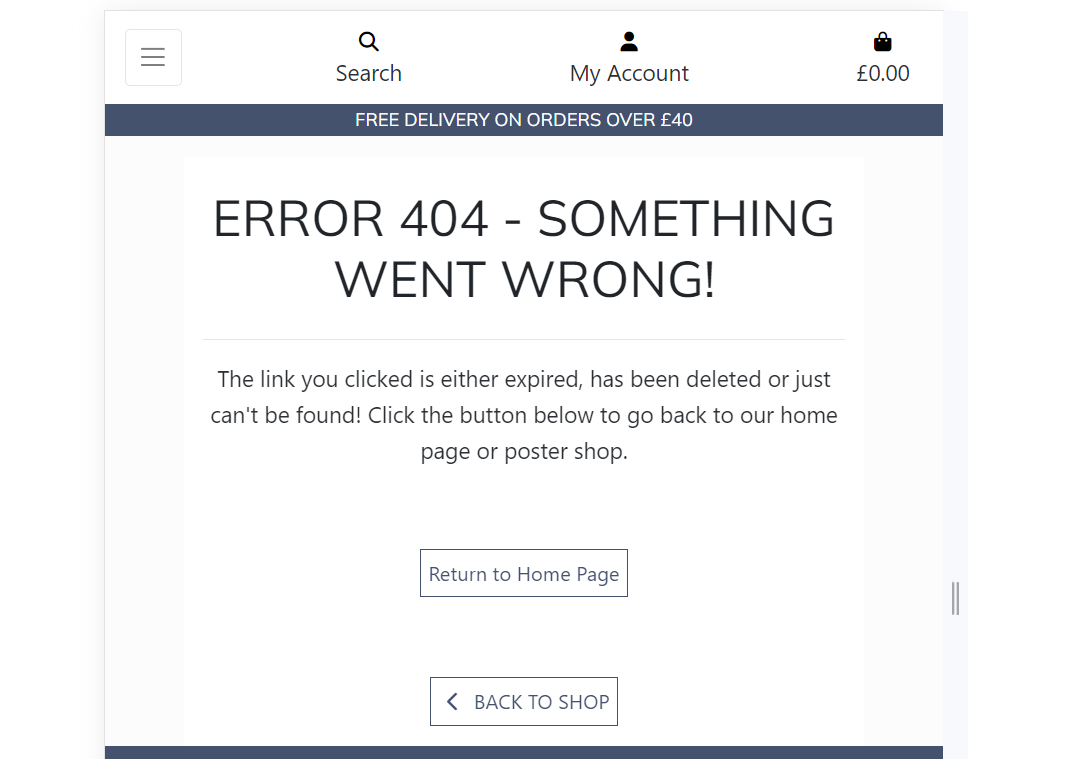 Search
My Account
£0.00
FREE DELIVERY ON ORDERS OVER £40
ERROR 404 - SOMETHING
WENT WRONG!
The link you clicked is either expired, has been deleted or just
can't be found! Click the button below to go back to our home
page or poster shop.
Return to Home Page
BACK TO SHOP